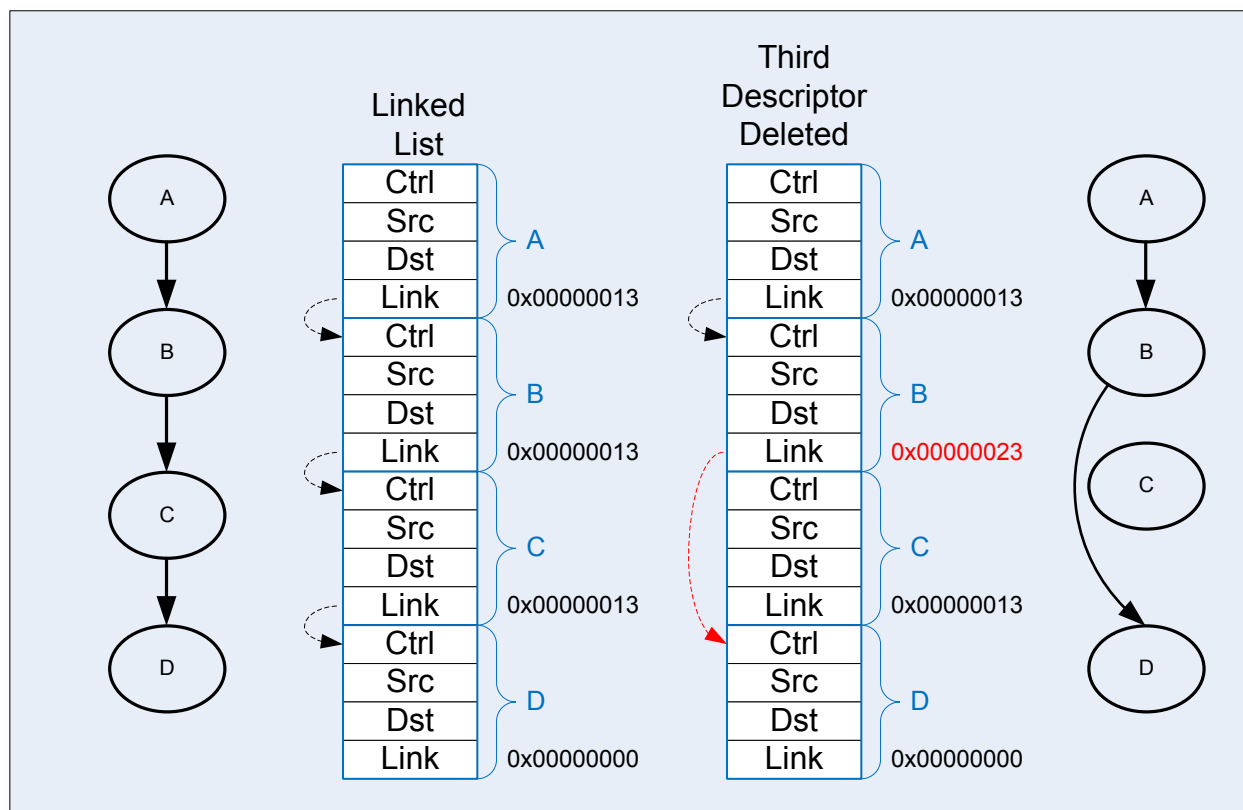 Linked
List
Third
Descriptor
Deleted
A
B
C
D
Ctrl
Src
Dst
Link
Ctrl
Src
Dst
Link
Ctrl
Src
Dst
Link
Ctrl
Src
Dst
Link
A
0x00000013
B
0x00000013
C
0x00000013
D
0x00000000
Ctrl
Src
Dst
Link
Ctrl
Src
Dst
Link
Ctrl
Src
Dst
Link
Ctrl
Src
Dst
Link
A
0x00000013
B
0x00000023
C
0x00000013
D
0x00000000
A
B
C
D